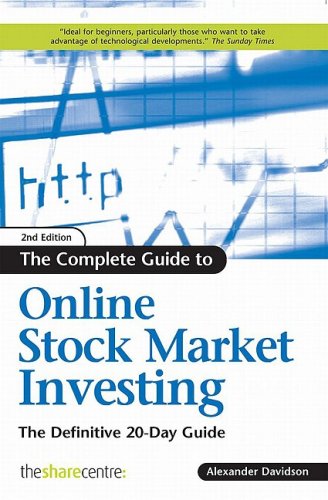 "Ideal for beginners, particularly those who want to take
advantage of technological developments." The Sunday Times
http
2nd Edition
The Complete Guide to
Online
Stock Market
Investing
The Definitive 20-Day Guide
thesharecentre:
Alexander Davidson